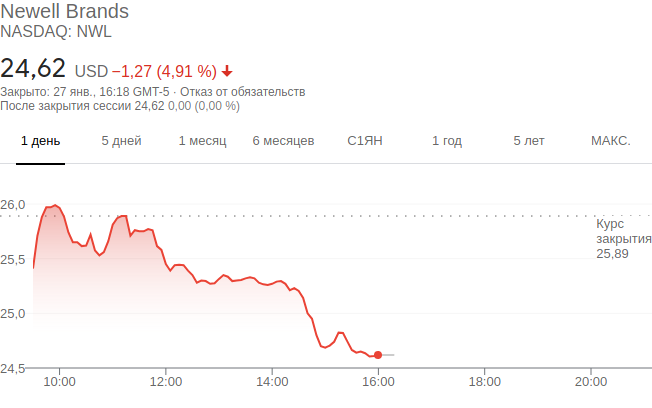 Newell Brands
NASDAQ: NWL
24,62 USD −1,27 (4,91 %)
Закрыто: 27 янв., 16:18 GMT-5 · Отказ от обязательств
После закрытия сессии 24,62 0,00 (0,00 %)
1 день 5 дней 1 месяц 6 месяцев С1ЯН 1 год 5 лет МАКС.
26,0
Курс
закрытия
25,89
25,5
25,0
24,5
10:00 12:00 14:00 16:00 18:00 20:00